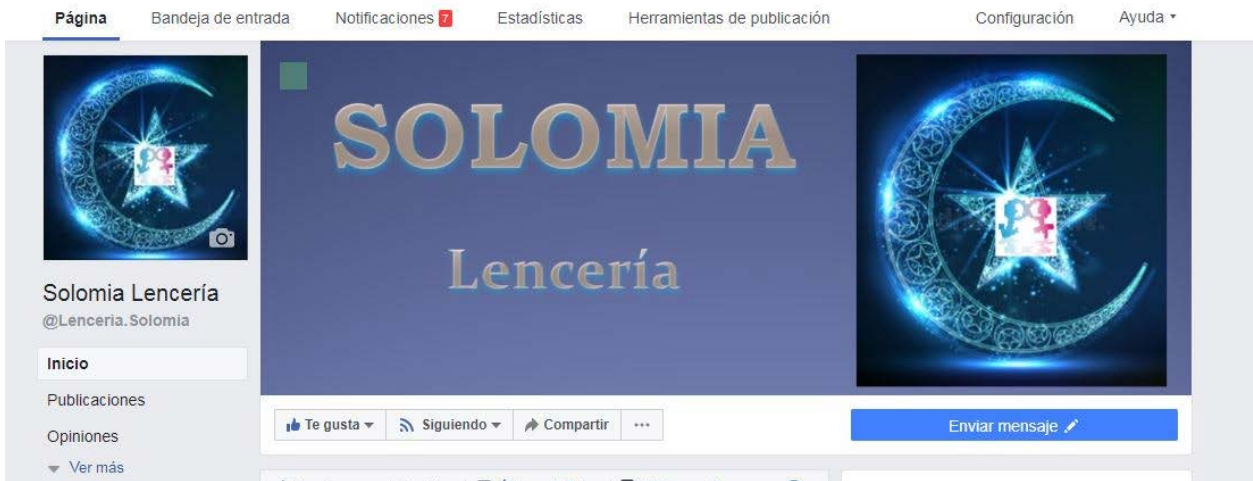 Página Bandeja de entrada Notificaciones 7 Estadísticas Herramientas de publicación Configuración Ayuda
SOLOMIA
Lencería
Solomia Lencería
@Lenceria.Solomia
Inicio
Publicaciones
Opiniones
Ver más
Te gusta Siguiendo Compartir ... Enviar mensaje